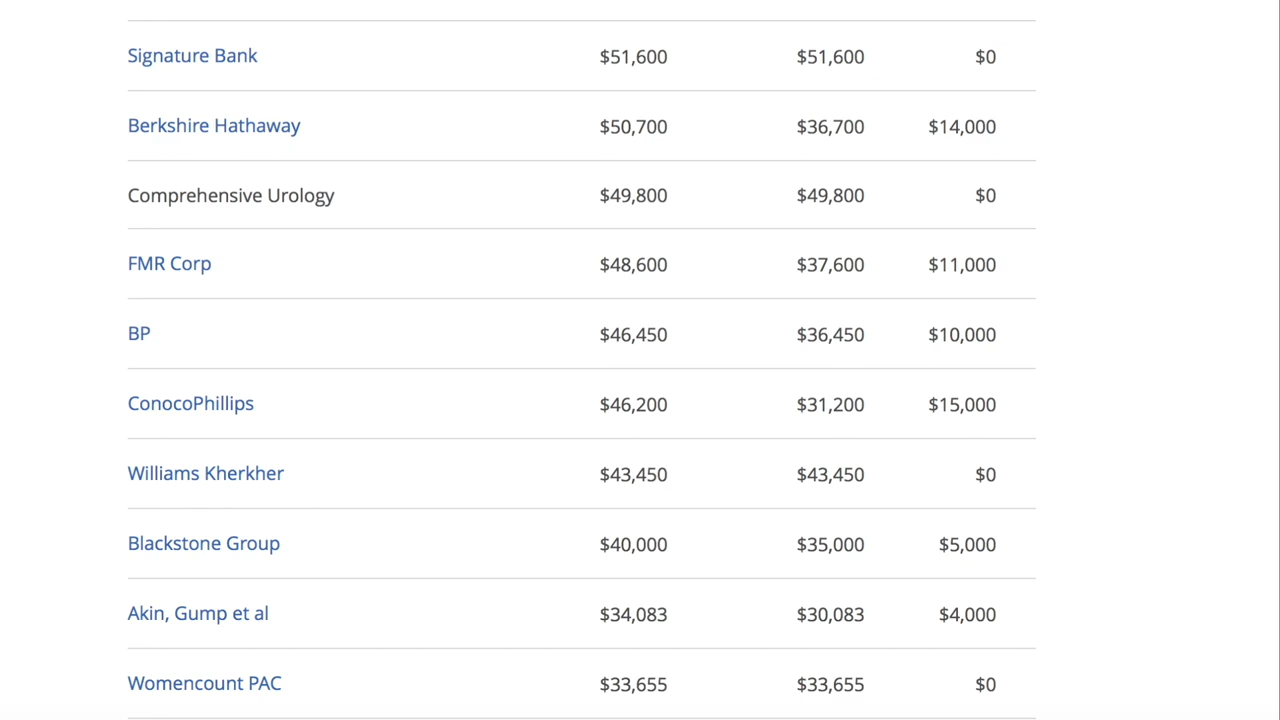 Signature Bank $51,600 $51,600 $0
Berkshire Hathaway $50,700 $36,700 $14,000
Comprehensive Urology $49,800 $49,800 $0
FMR Corp $48,600 $37,600 $11,000
BP $46,450 $36,450 $10,000
ConocoPhillips $46,200 $31,200 $15,000
Williams Kherkher $43,450 $43,450 $0
Blackstone Group $40,000 $35,000 $5,000
Akin, Gump et al $34,083 $30,083 $4,000
Womencount PAC $33,655 $33,655 $0